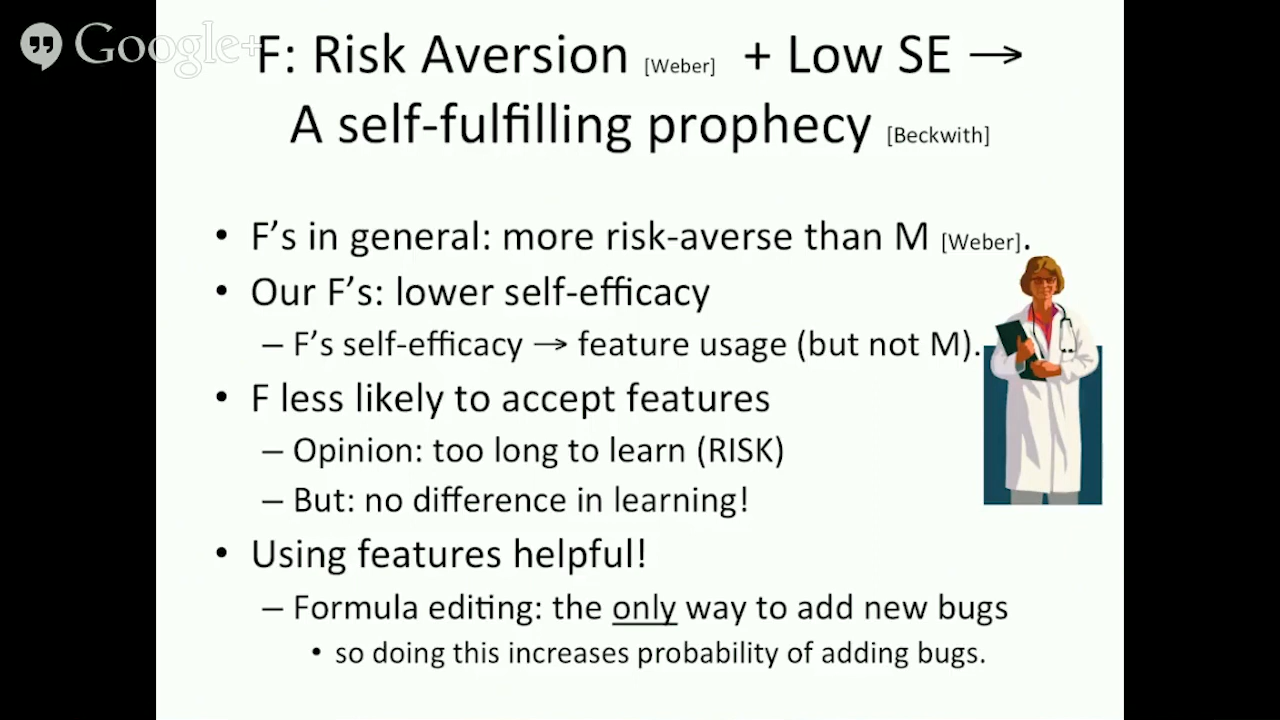 Google+
F: Risk Aversion [Weber] + Low SE →
A self-fulfilling prophecy [Beckwith]
• F's in general: more risk-averse than M [Weber].
• Our F's: lower self-efficacy
– F's self-efficacy → feature usage (but not M).
• F less likely to accept features
– Opinion: too long to learn (RISK)
– But: no difference in learning!
• Using features helpful!
– Formula editing: the only way to add new bugs
• so doing this increases probability of adding bugs.